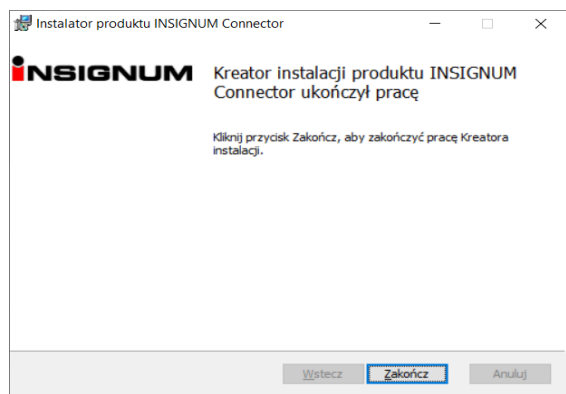 Instalator produktu INSIGNUM Connector
INSIGNUM
Kreator instalacji produktu INSIGNUM
Connector ukończył pracę
Kliknij przycisk Zakończ, aby zakończyć pracę Kreatora
instalacji.
Wstecz
Zakończ
Anuluj